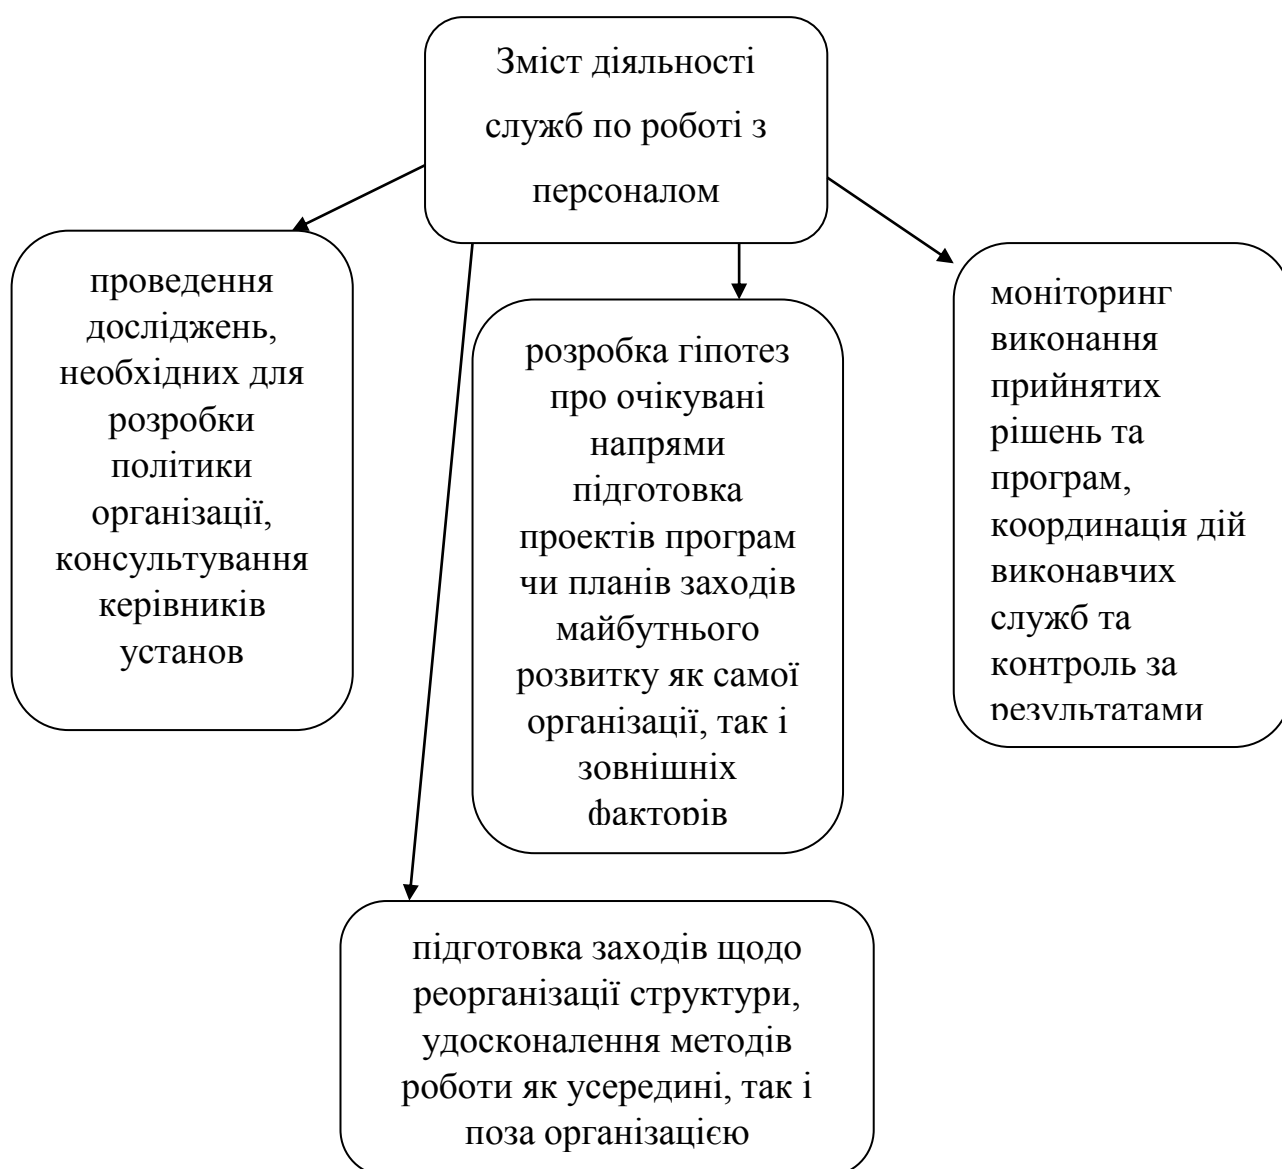 Зміст діяльності
служб по роботі з
персоналом
проведення
досліджень,
необхідних для
розробки
політики
організації,
консультування
керівників
установ
розробка гіпотез
про очікувані
напрями
підготовка
проектів програм
чи планів заходів
майбутнього
розвитку як самої
організації, так і
зовнішніх
факторів
моніторинг
виконання
прийнятих
рішень та
програм,
координація дій
виконавчих
служб та
контроль за
результатами
підготовка заходів щодо
реорганізації структури,
удосконалення методів
роботи як усередині, так і
поза організацією